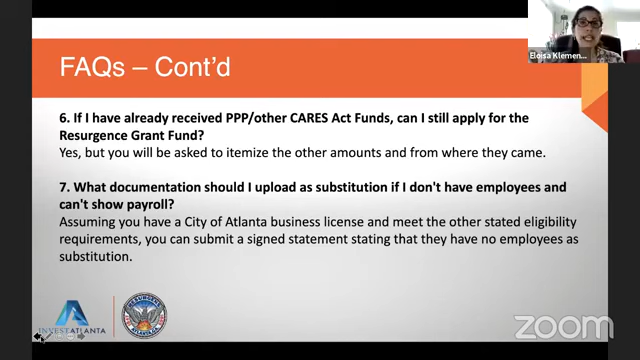 Eloisa Klemen...
FAQs – Cont'd
6. If I have already received PPP/other CARES Act Funds, can I still apply for the
Resurgence Grant Fund?
Yes, but you will be asked to itemize the other amounts and from where they came.
7. What documentation should I upload as substitution if I don't have employees and
can't show payroll?
Assuming you have a City of Atlanta business license and meet the other stated eligibility
requirements, you can submit a signed statement stating that they have no employees as
substitution.
INVEST ATLANTA
RESURGENS
ATLANTA, GA.
zoom